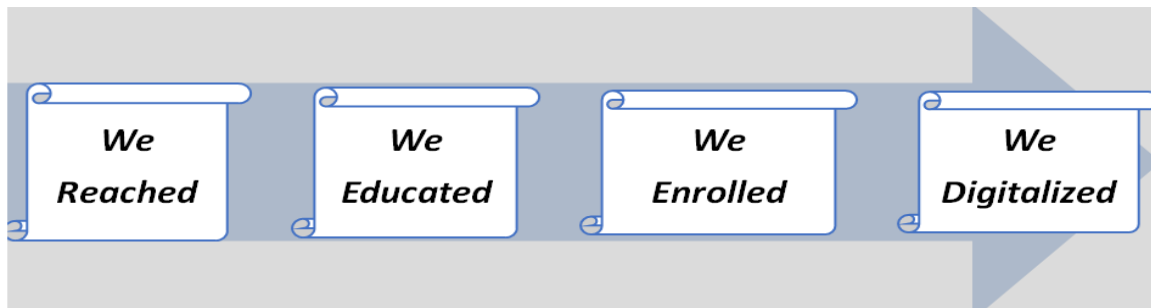 We
Reached
We
Educated
We
Enrolled
We
Digitalized